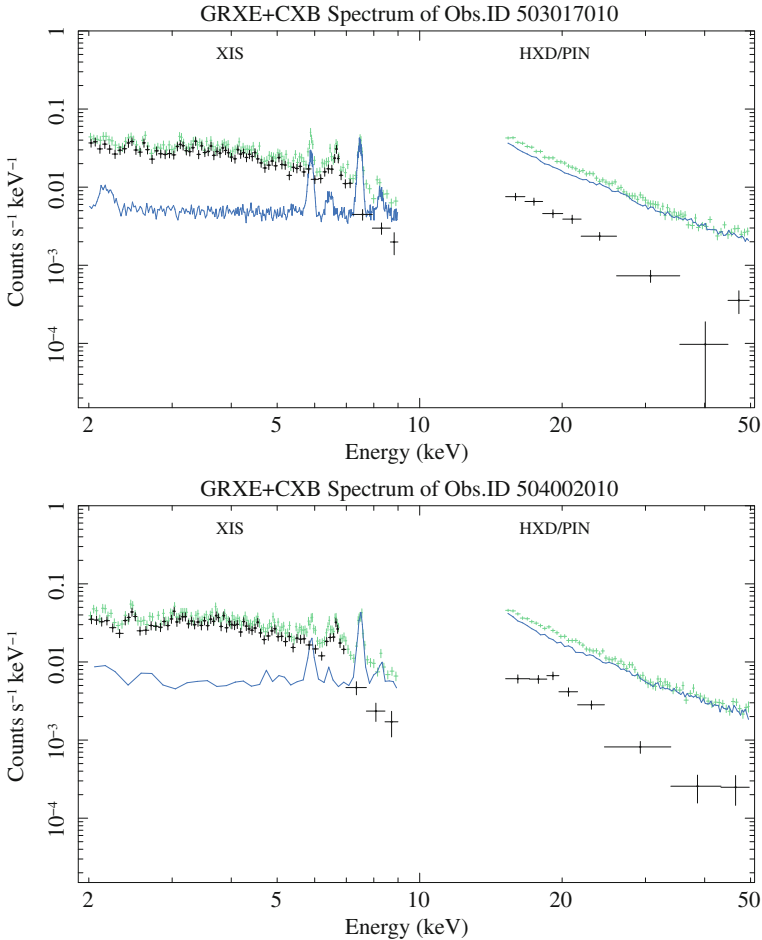 GRXE+CXB Spectrum of Obs.ID 503017010
XIS
HXD/PIN
1
0.1
0.01
10⁻³
10⁻⁴
Counts s⁻¹ keV⁻¹
2
5
10
20
50
Energy (keV)
GRXE+CXB Spectrum of Obs.ID 504002010
XIS
HXD/PIN
1
0.1
0.01
10⁻³
10⁻⁴
Counts s⁻¹ keV⁻¹
2
5
10
20
50
Energy (keV)